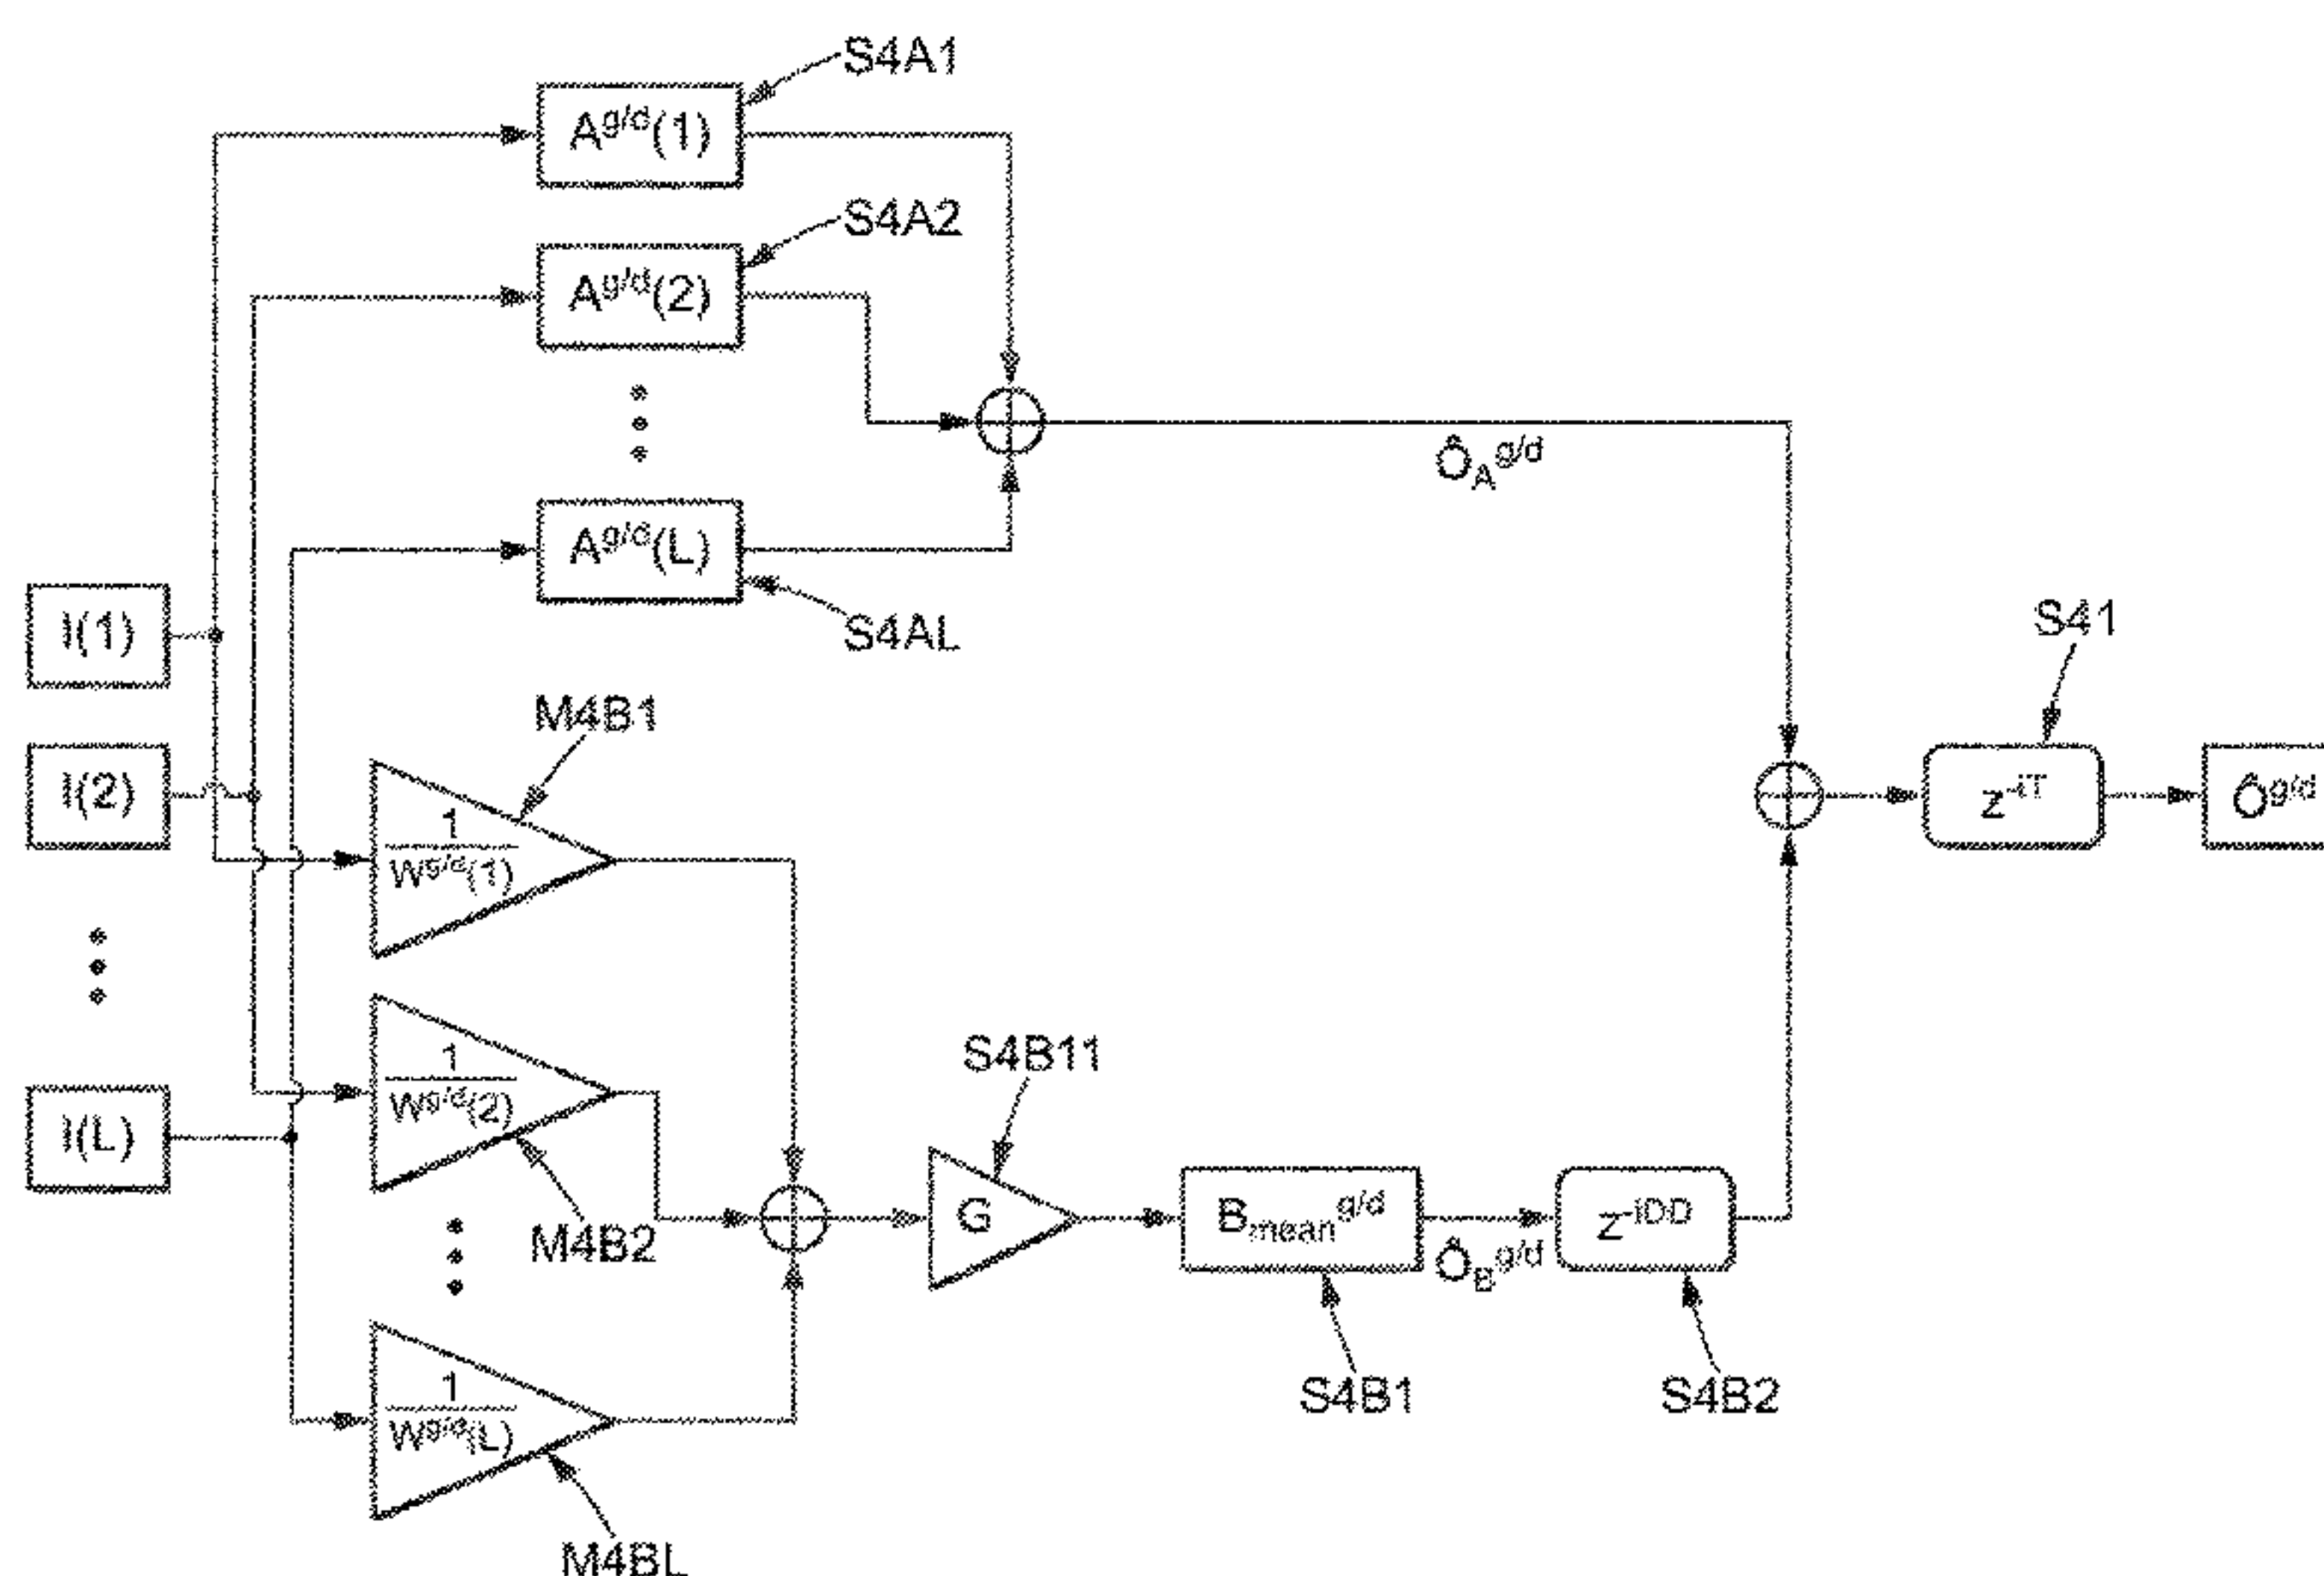 S4A1
A^g/d(1)
S4A2
A^g/d(2)
A^g/d(L)
S4AL
I(1)
I(2)
I(L)
M4B1
1
W^g/d(1)
1
W^g/d(2)
M4B2
1
W^g/d(L)
M4BL
Ô_A^g/d
S4B11
G
B_mean^g/d
S4B1
Ô_B^g/d
z^-iDD
S4B2
S41
z^-iT
Ô^g/d